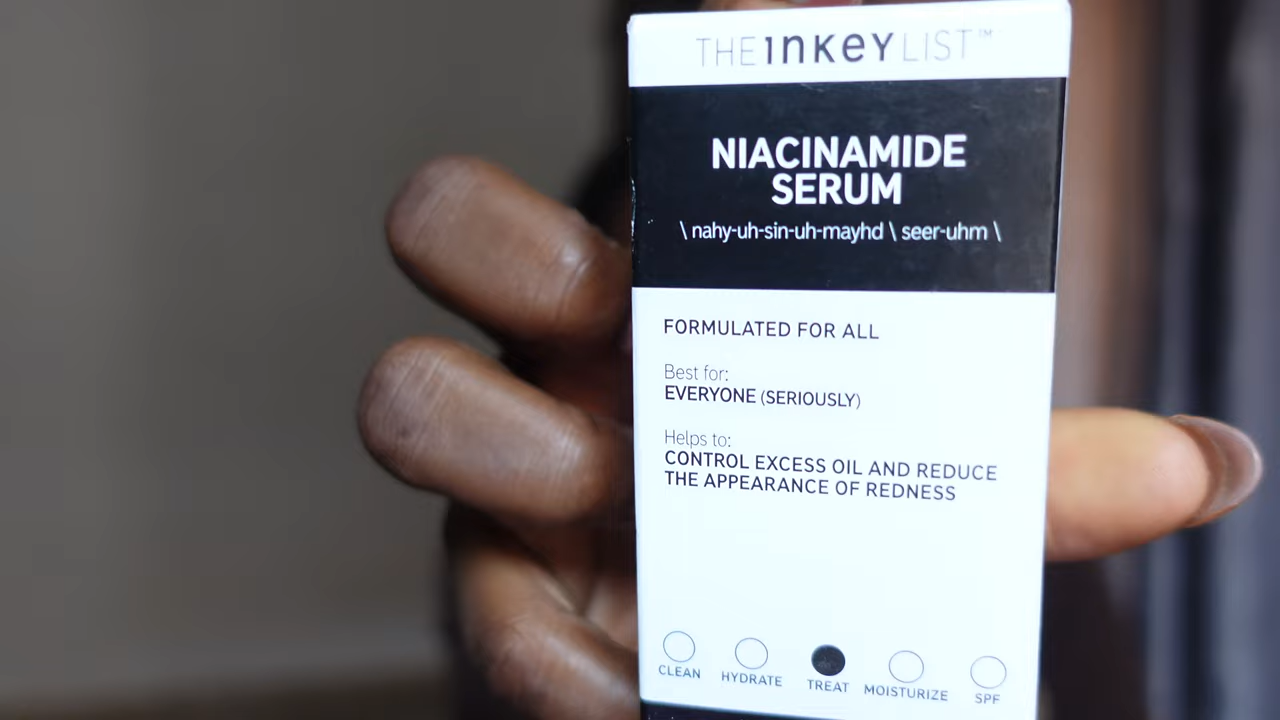 THE INKEY LIST™
NIACINAMIDE
SERUM
\ nahy-uh-sin-uh-mayhd \ seer-uhm \
FORMULATED FOR ALL
Best for:
EVERYONE (SERIOUSLY)
Helps to:
CONTROL EXCESS OIL AND REDUCE
THE APPEARANCE OF REDNESS
CLEAN HYDRATE TREAT MOISTURIZE SPF